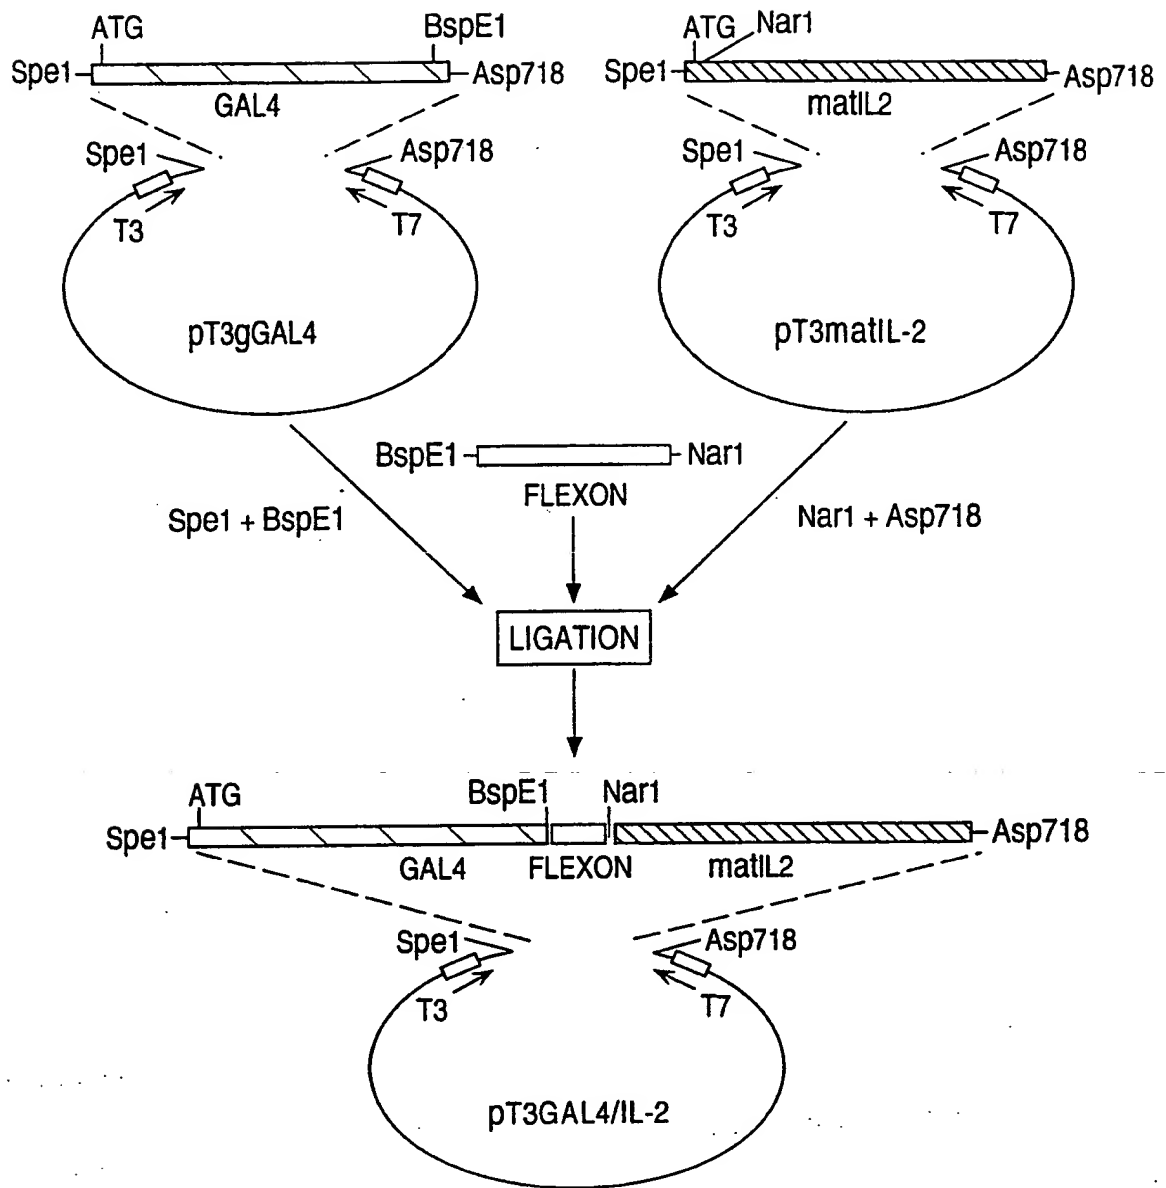 ATG
BspE1
Spe1
Asp718
GAL4
Spe1
Asp718
T3
T7
pT3gGAL4
ATG
Nar1
Spe1
Asp718
matIL2
Spe1
Asp718
T3
T7
pT3matIL-2
BspE1
Nar1
FLEXON
Spe1 + BspE1
Nar1 + Asp718
LIGATION
ATG
BspE1
Nar1
Spe1
Asp718
GAL4
FLEXON
matIL2
Spe1
Asp718
T3
T7
pT3GAL4/IL-2